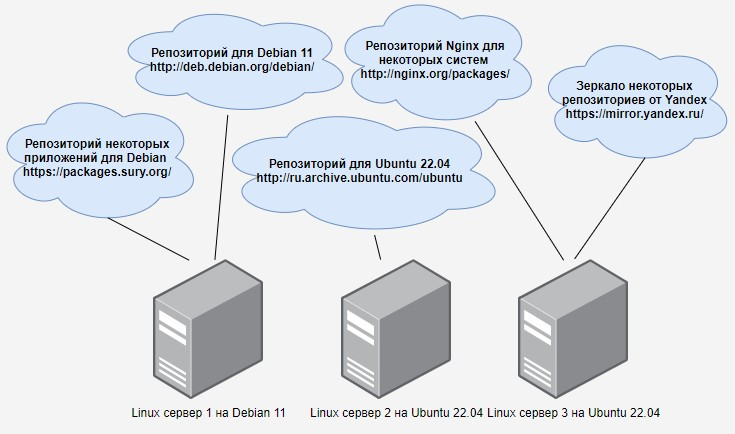 Репозиторий для Debian 11
http://deb.debian.org/debian/
Репозиторий Nginx для
некоторых систем
http://nginx.org/packages/
Зеркало некоторых
репозиториев от Yandex
https://mirror.yandex.ru/
Репозиторий некоторых
приложений для Debian
https://packages.sury.org/
Репозиторий для Ubuntu 22.04
http://ru.archive.ubuntu.com/ubuntu
Linux сервер 1 на Debian 11
Linux сервер 2 на Ubuntu 22.04
Linux сервер 3 на Ubuntu 22.04